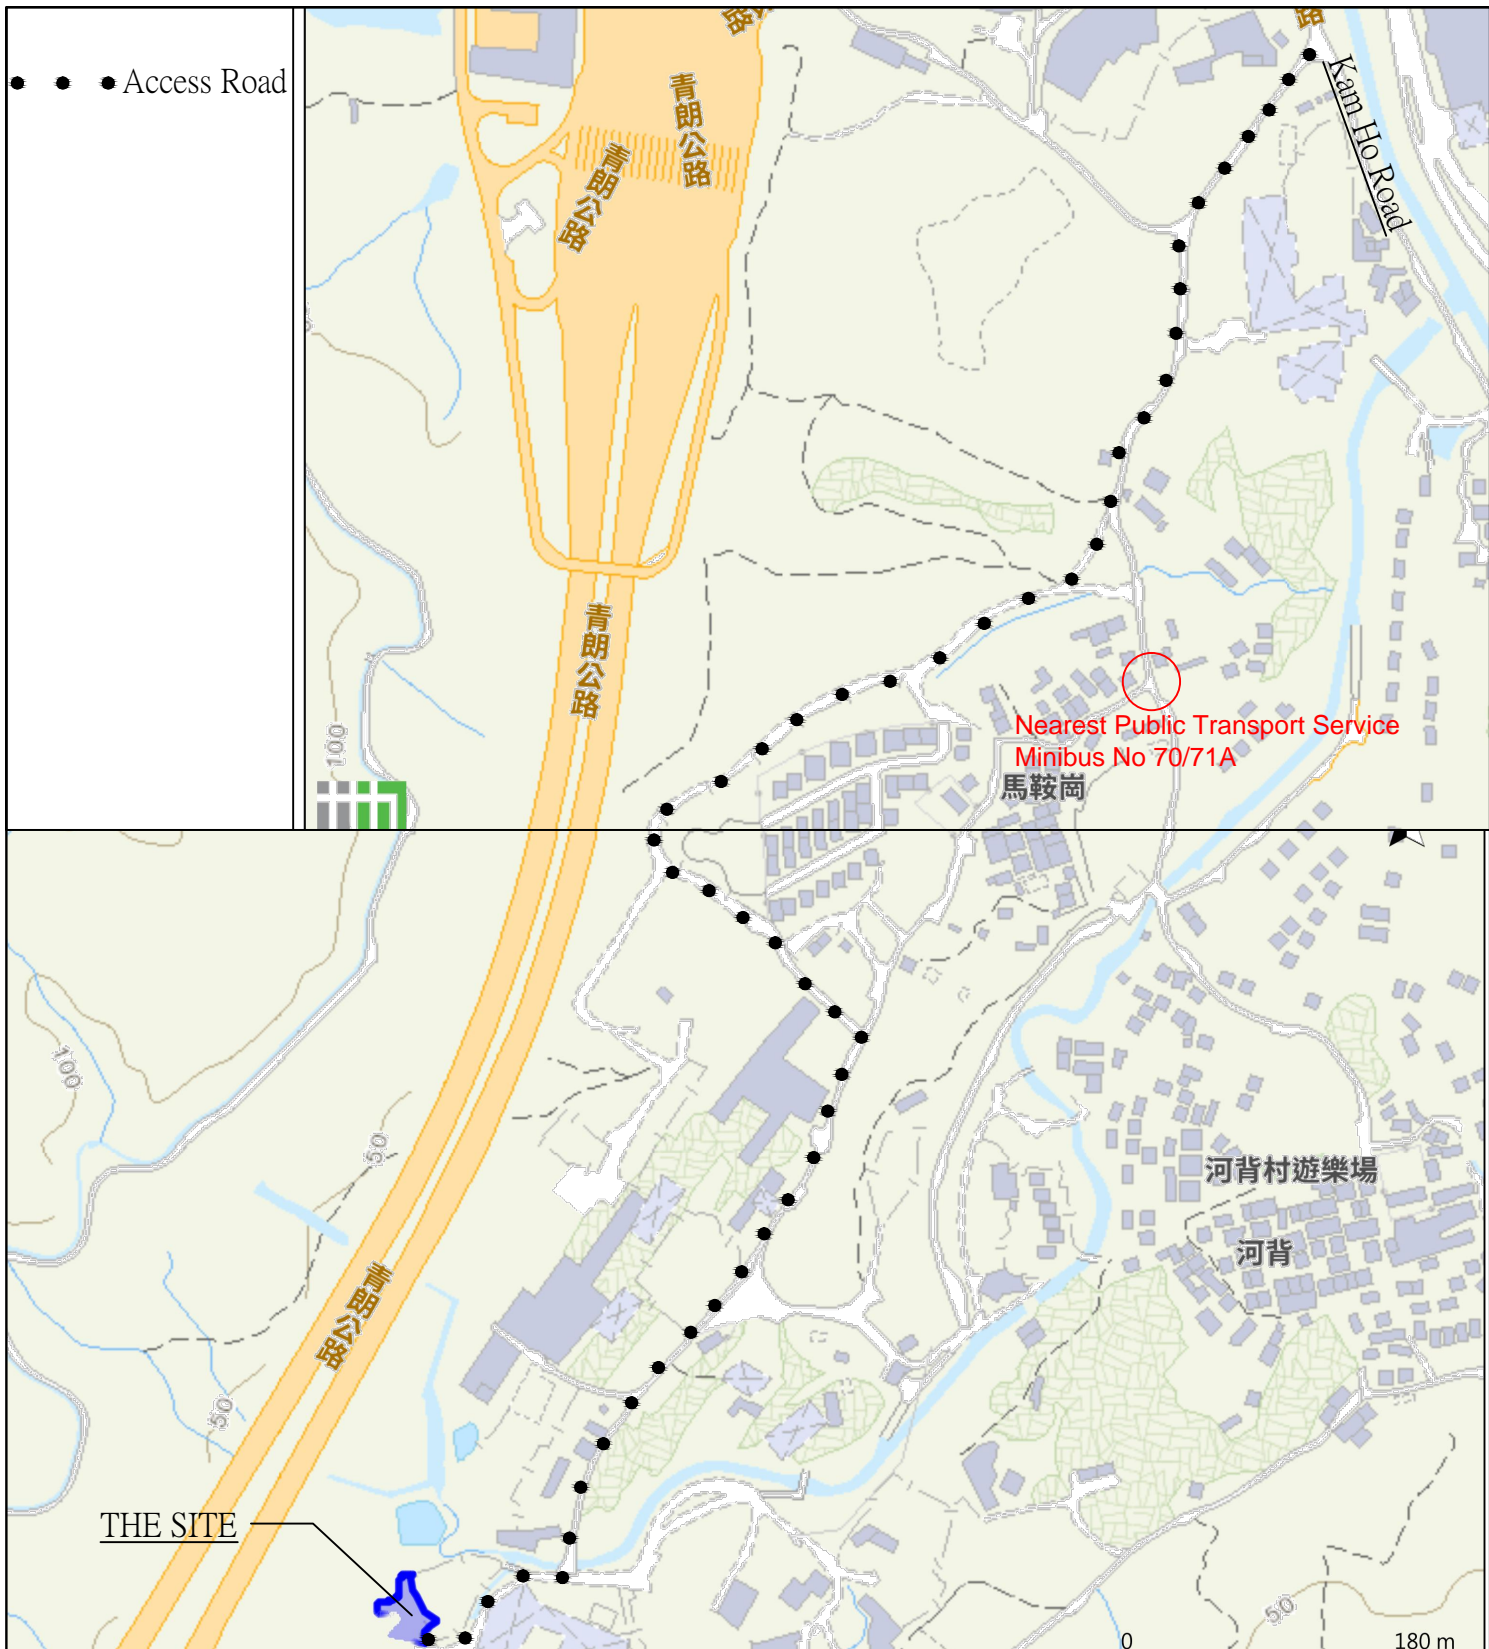 Access Road
路
路
Kam Ho Road
青朗公路
青朗公路
青朗公路
100
Nearest Public Transport Service
Minibus No 70/71A
馬鞍崗
100
50
河背村遊樂場
河背
青朗公路
50
THE SITE
50
0
180 m